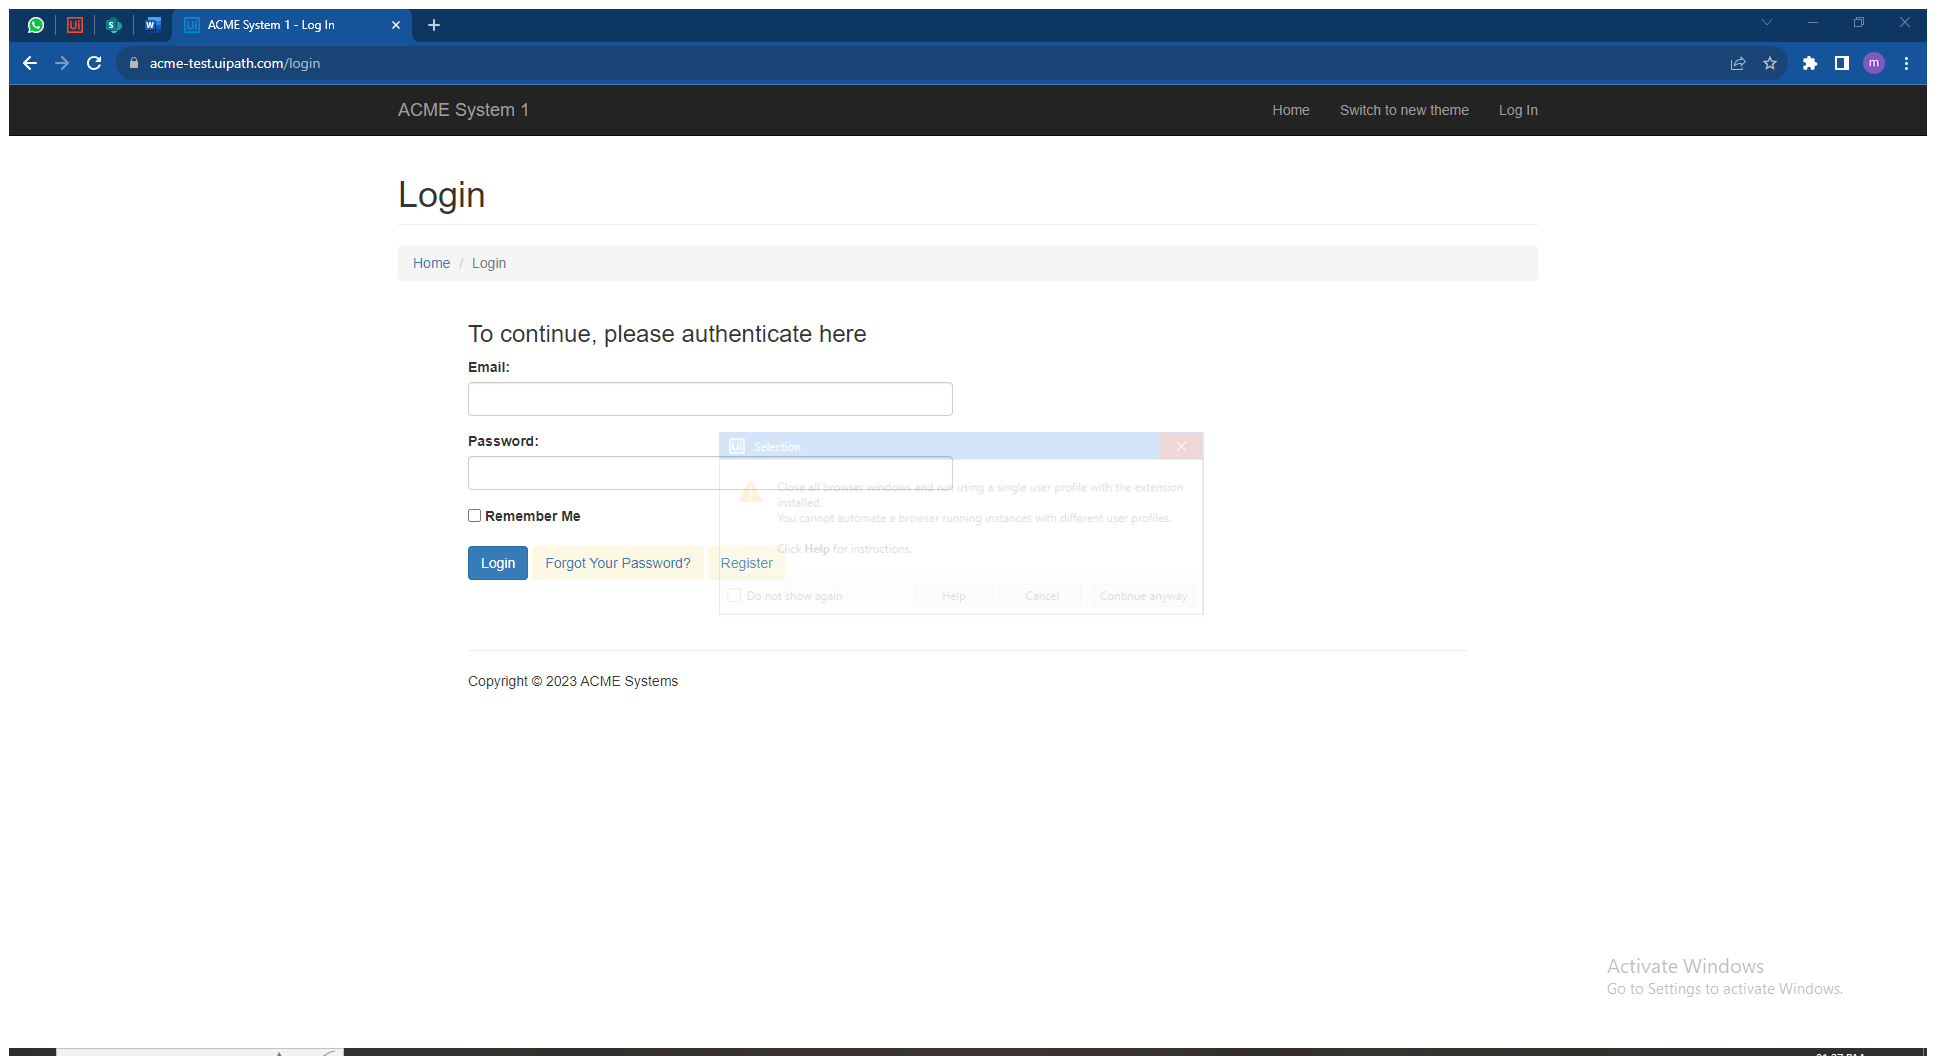 ACME System 1 - Log In
acme-test.uipath.com/login
m
ACME System 1
Home
Switch to new theme
Log In
Login
Home / Login
To continue, please authenticate here
Email:
Password:
Remember Me
Login
Forgot Your Password?
Register
Ui Selection
Close all browser windows and run using a single user profile with the extension
installed.
You cannot automate a browser running instances with different user profiles.
Click Help for instructions.
Do not show again
Help
Cancel
Continue anyway
Copyright © 2023 ACME Systems
Activate Windows
Go to Settings to activate Windows.